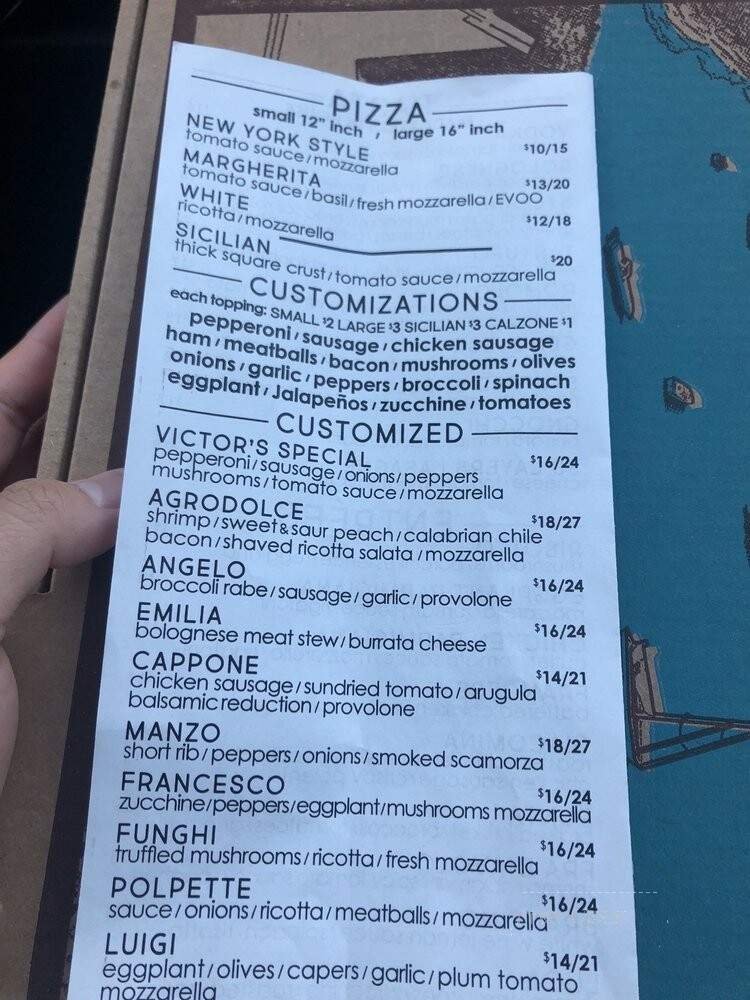 PIZZA
small 12" inch , large 16" inch
NEW YORK STYLE $10/15
tomato sauce/mozzarella
MARGHERITA $13/20
tomato sauce/basil/fresh mozzarella/EVOO
WHITE $12/18
ricotta/mozzarella
SICILIAN $20
thick square crust/tomato sauce/mozzarella
CUSTOMIZATIONS
each topping: SMALL $2 LARGE $3 SICILIAN $3 CALZONE $1
pepperoni/sausage/chicken sausage
ham/meatballs/bacon/mushrooms/olives
onions/garlic/peppers/broccoli/spinach
eggplant/Jalapeños/zucchine/tomatoes
CUSTOMIZED
VICTOR'S SPECIAL $16/24
pepperoni/sausage/onions/peppers
mushrooms/tomato sauce/mozzarella
AGRODOLCE $18/27
shrimp/sweet&saur peach/calabrian chile
bacon/shaved ricotta salata/mozzarella
ANGELO $16/24
broccoli rabe/sausage/garlic/provolone
EMILIA $16/24
bolognese meat stew/burrata cheese
CAPPONE $14/21
chicken sausage/sundried tomato/arugula
balsamic reduction/provolone
MANZO $18/27
short rib/peppers/onions/smoked scamorza
FRANCESCO $16/24
zucchine/peppers/eggplant/mushrooms mozzarella
FUNGHI $16/24
truffled mushrooms/ricotta/fresh mozzarella
POLPETTE $16/24
sauce/onions/ricotta/meatballs/mozzarella
LUIGI $14/21
eggplant/olives/capers/garlic/plum tomato
mozzarella